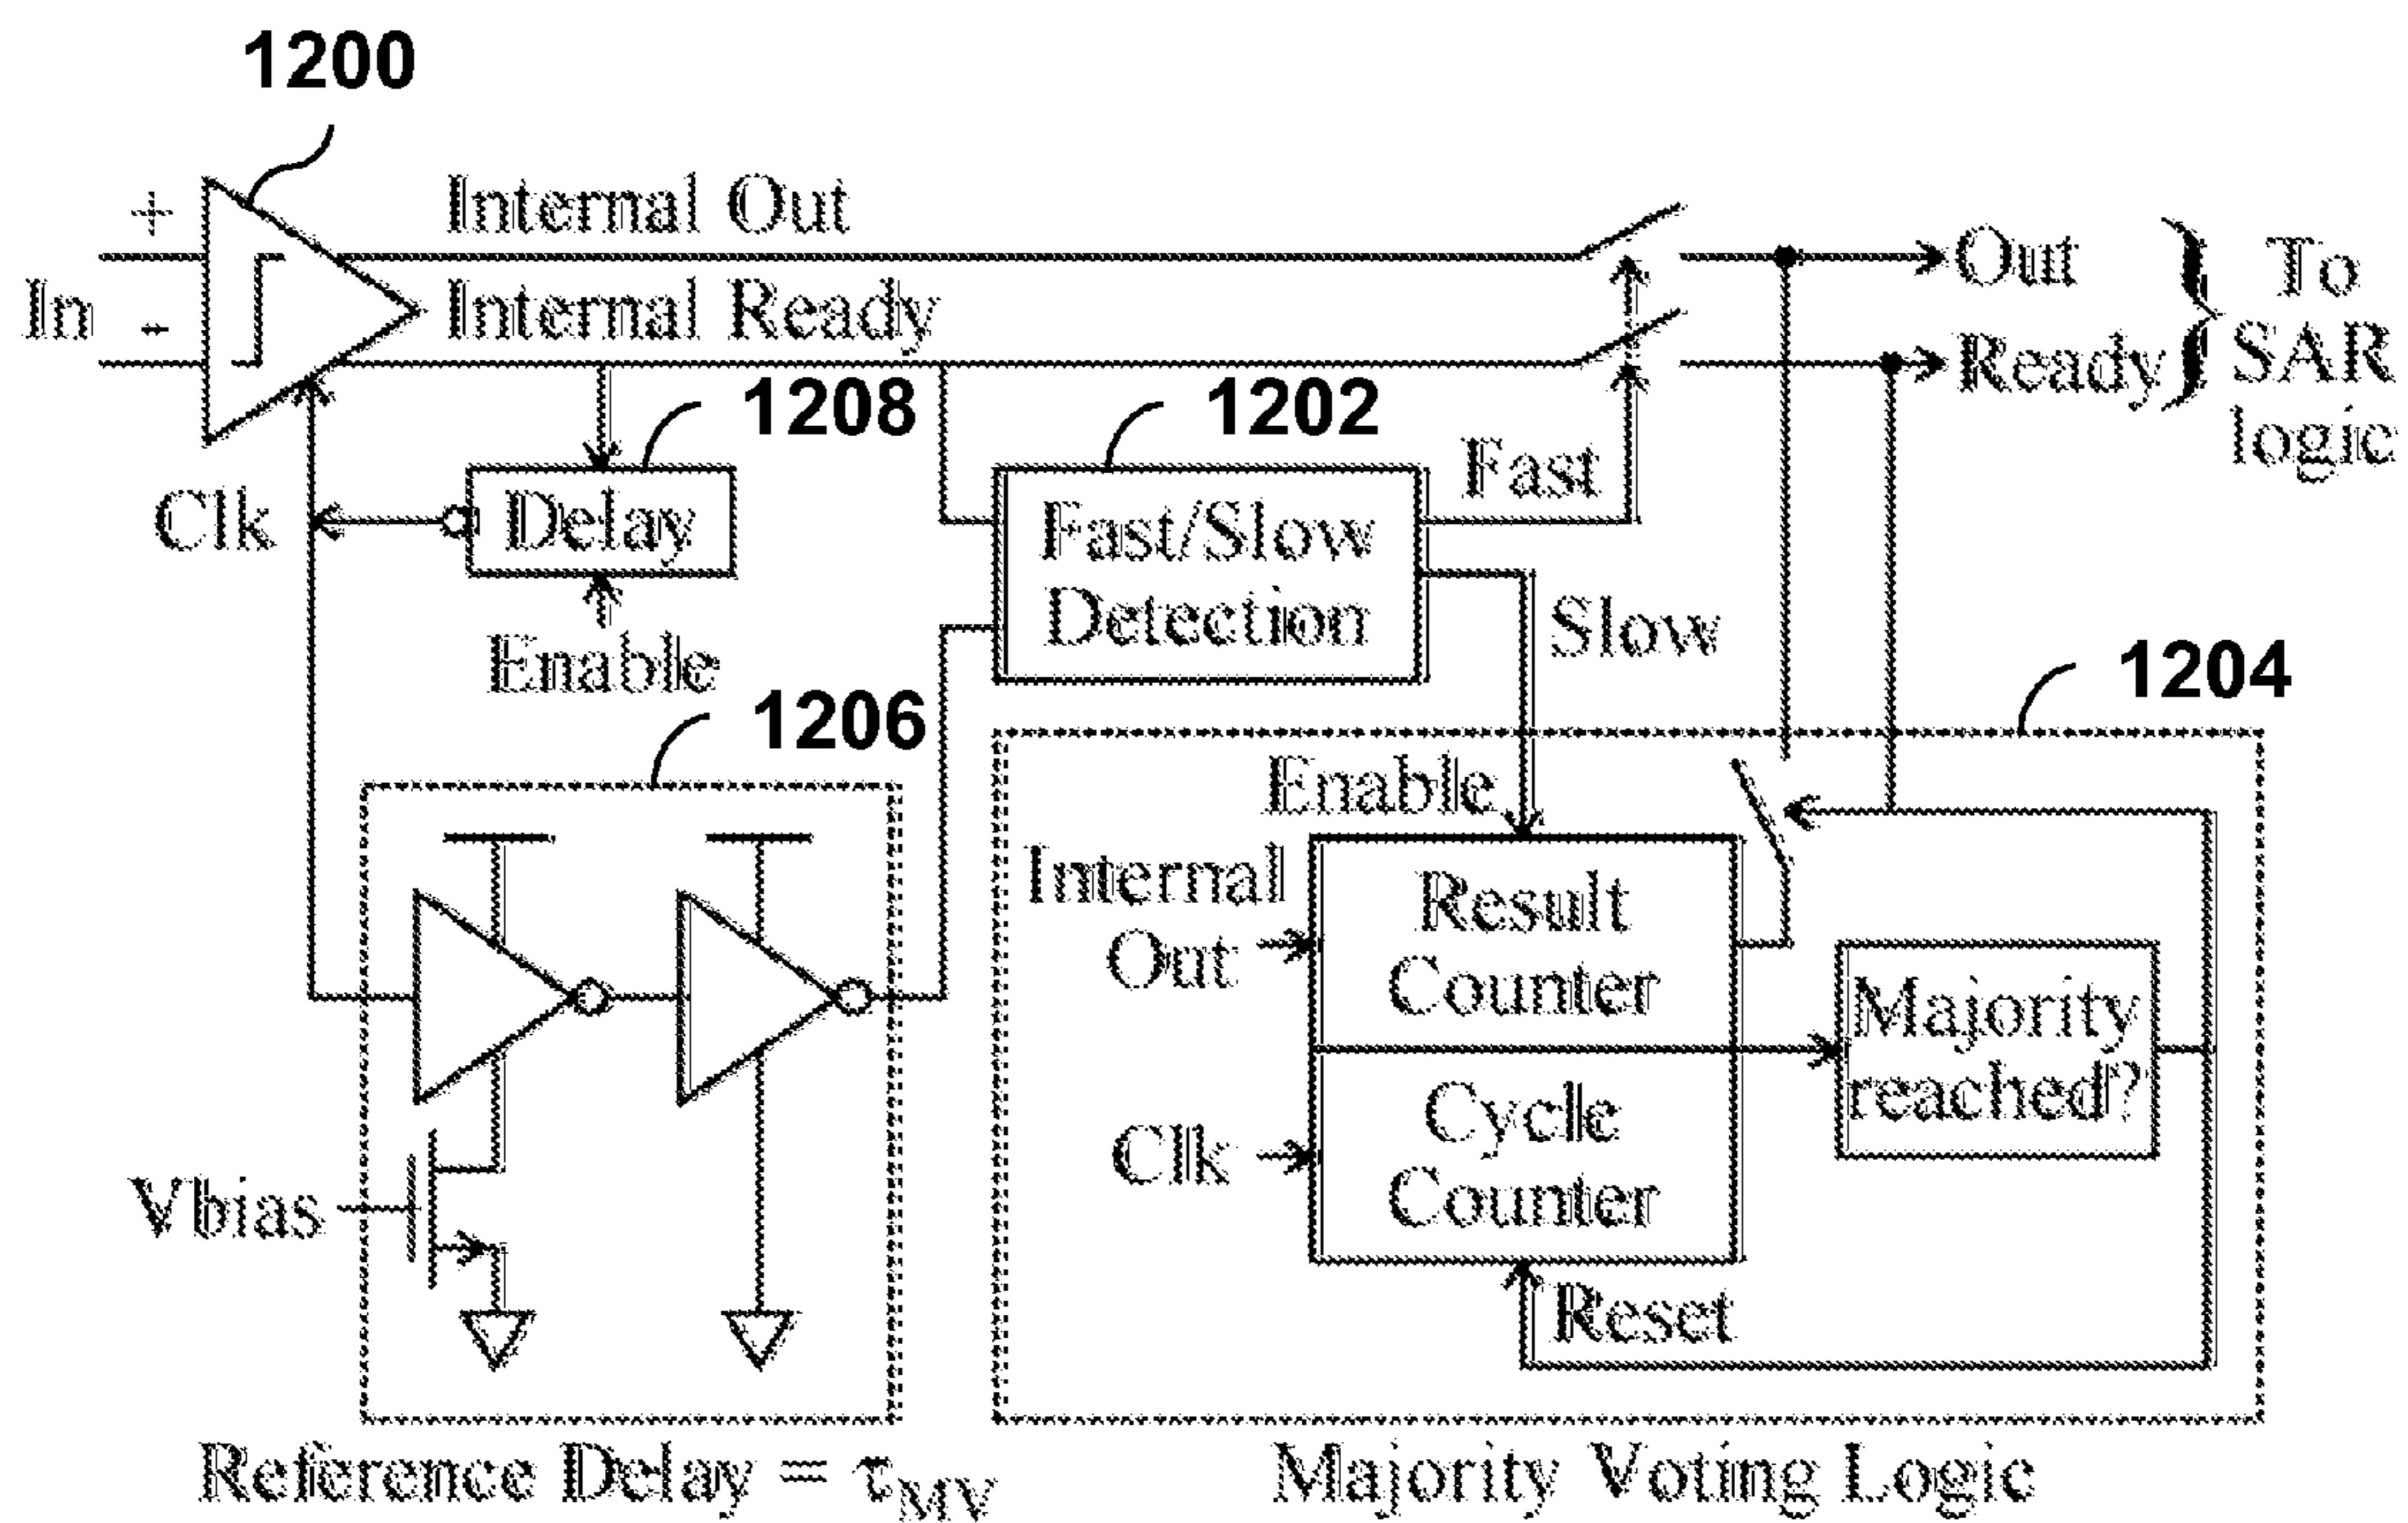 1200
+
Internal Out
Out
In
-
Internal Ready
Ready
To
SAR
logic
1208
1202
Fast
Clk
Delay
Fast/Slow
Detection
Enable
Slow
1206
1204
Enable
Internal
Out
Result
Counter
Majority
reached?
Clk
Cycle
Counter
Vbias
Reset
Reference Delay = τMV
Majority Voting Logic